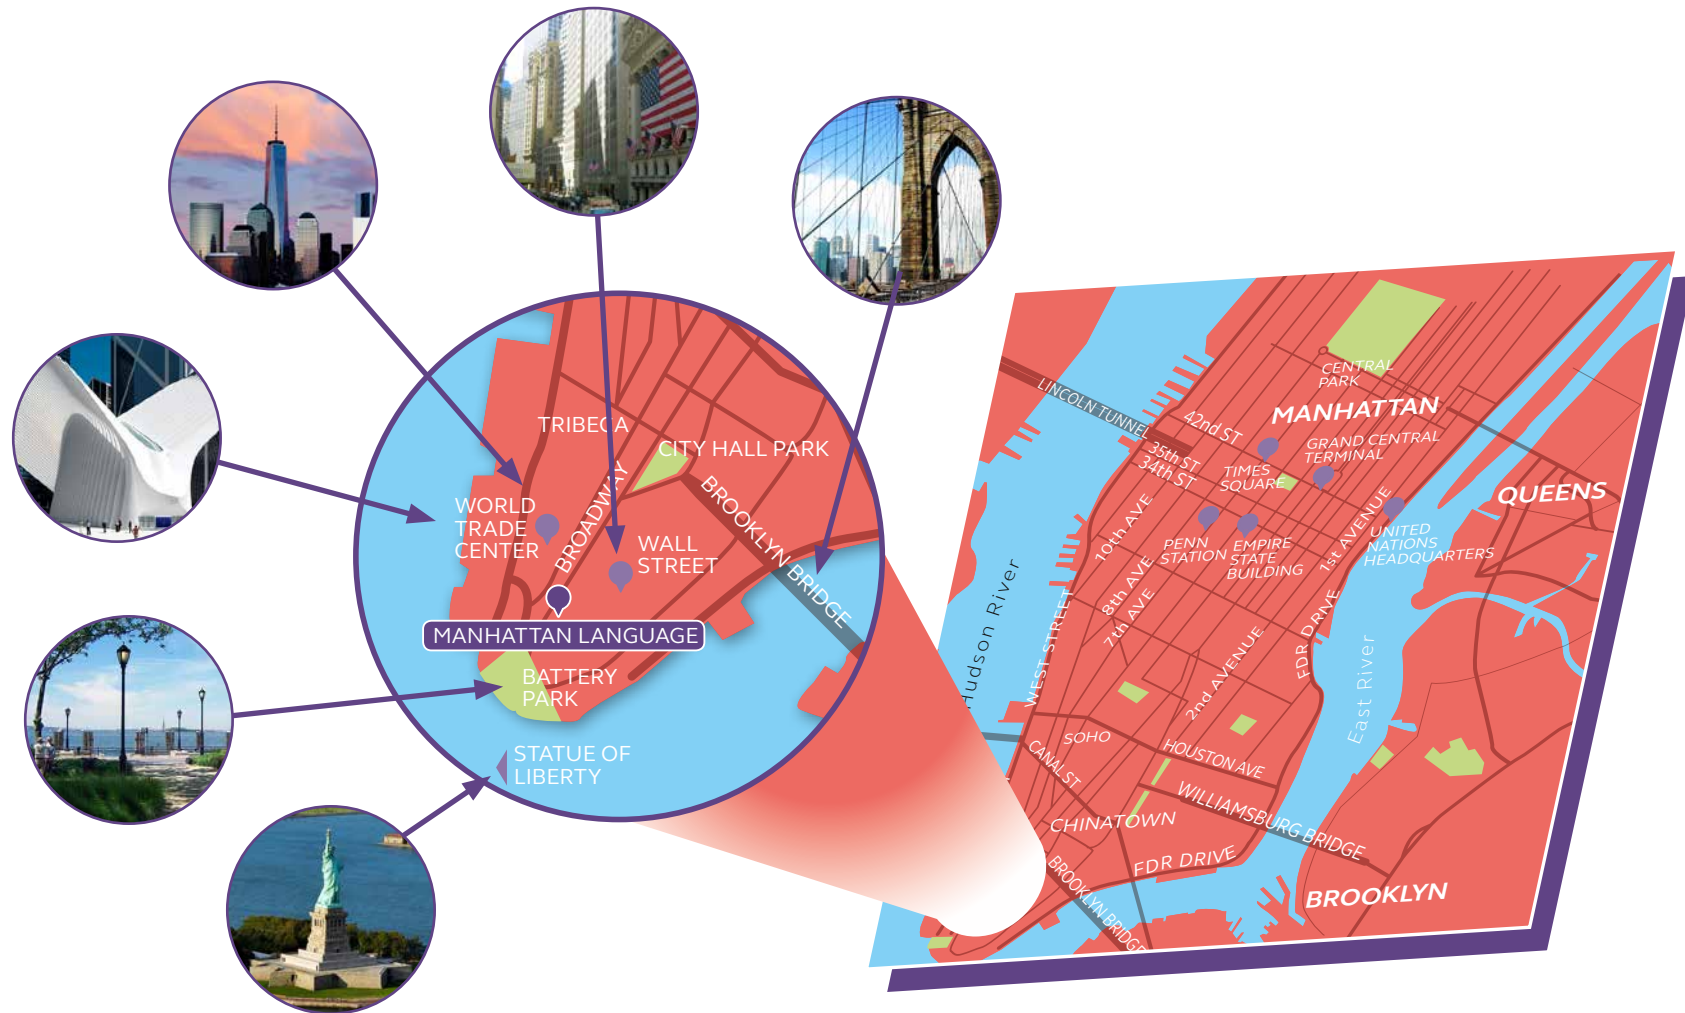 TRIBECA
CITY HALL PARK
WORLD
TRADE
CENTER
BROADWAY
BROOKLYN BRIDGE
WALL
STREET
MANHATTAN LANGUAGE
BATTERY
PARK
STATUE OF
LIBERTY
CENTRAL
PARK
LINCOLN TUNNEL
MANHATTAN
42nd ST
GRAND CENTRAL
TERMINAL
35th ST
34th ST
TIMES
SQUARE
QUEENS
10th AVE
PENN
STATION
EMPIRE
STATE
BUILDING
1st AVENUE
UNITED
NATIONS
HEADQUARTERS
8th AVE
7th AVE
Hudson River
WEST STREET
2nd AVENUE
FDR DRIVE
East River
SOHO
CANAL ST
HOUSTON AVE
WILLIAMSBURG BRIDGE
CHINATOWN
FDR DRIVE
BROOKLYN BRIDGE
BROOKLYN